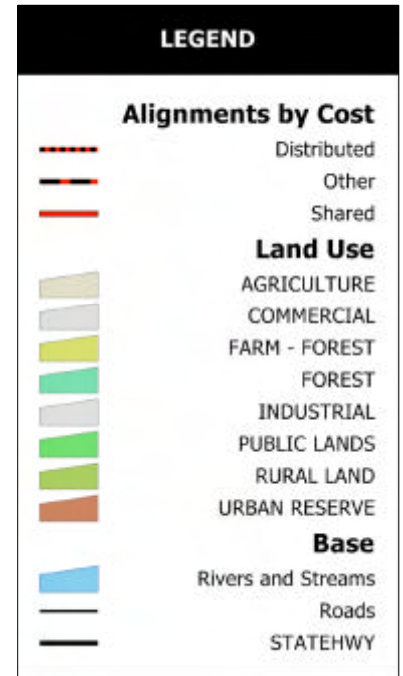 LEGEND
Alignments by Cost
Distributed
Other
Shared
Land Use
AGRICULTURE
COMMERCIAL
FARM - FOREST
FOREST
INDUSTRIAL
PUBLIC LANDS
RURAL LAND
URBAN RESERVE
Base
Rivers and Streams
Roads
STATEHWY